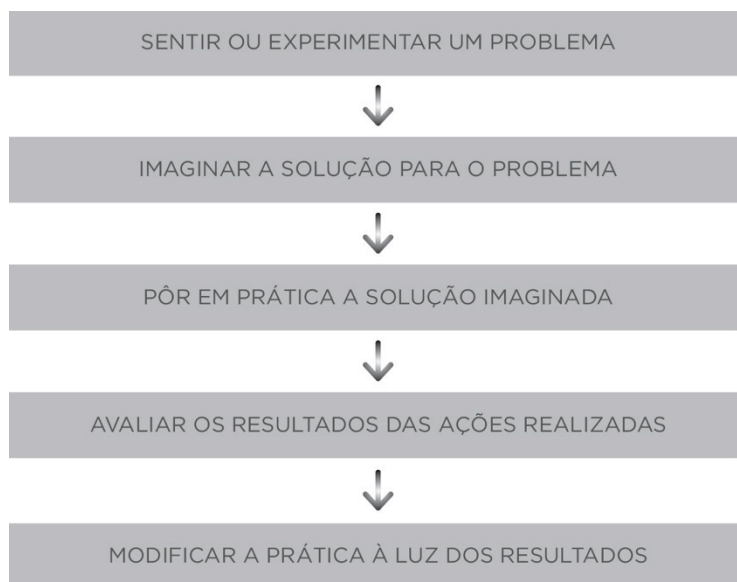 SENTIR OU EXPERIMENTAR UM PROBLEMA
IMAGINAR A SOLUÇÃO PARA O PROBLEMA
PÔR EM PRÁTICA A SOLUÇÃO IMAGINADA
AVALIAR OS RESULTADOS DAS AÇÕES REALIZADAS
MODIFICAR A PRÁTICA À LUZ DOS RESULTADOS